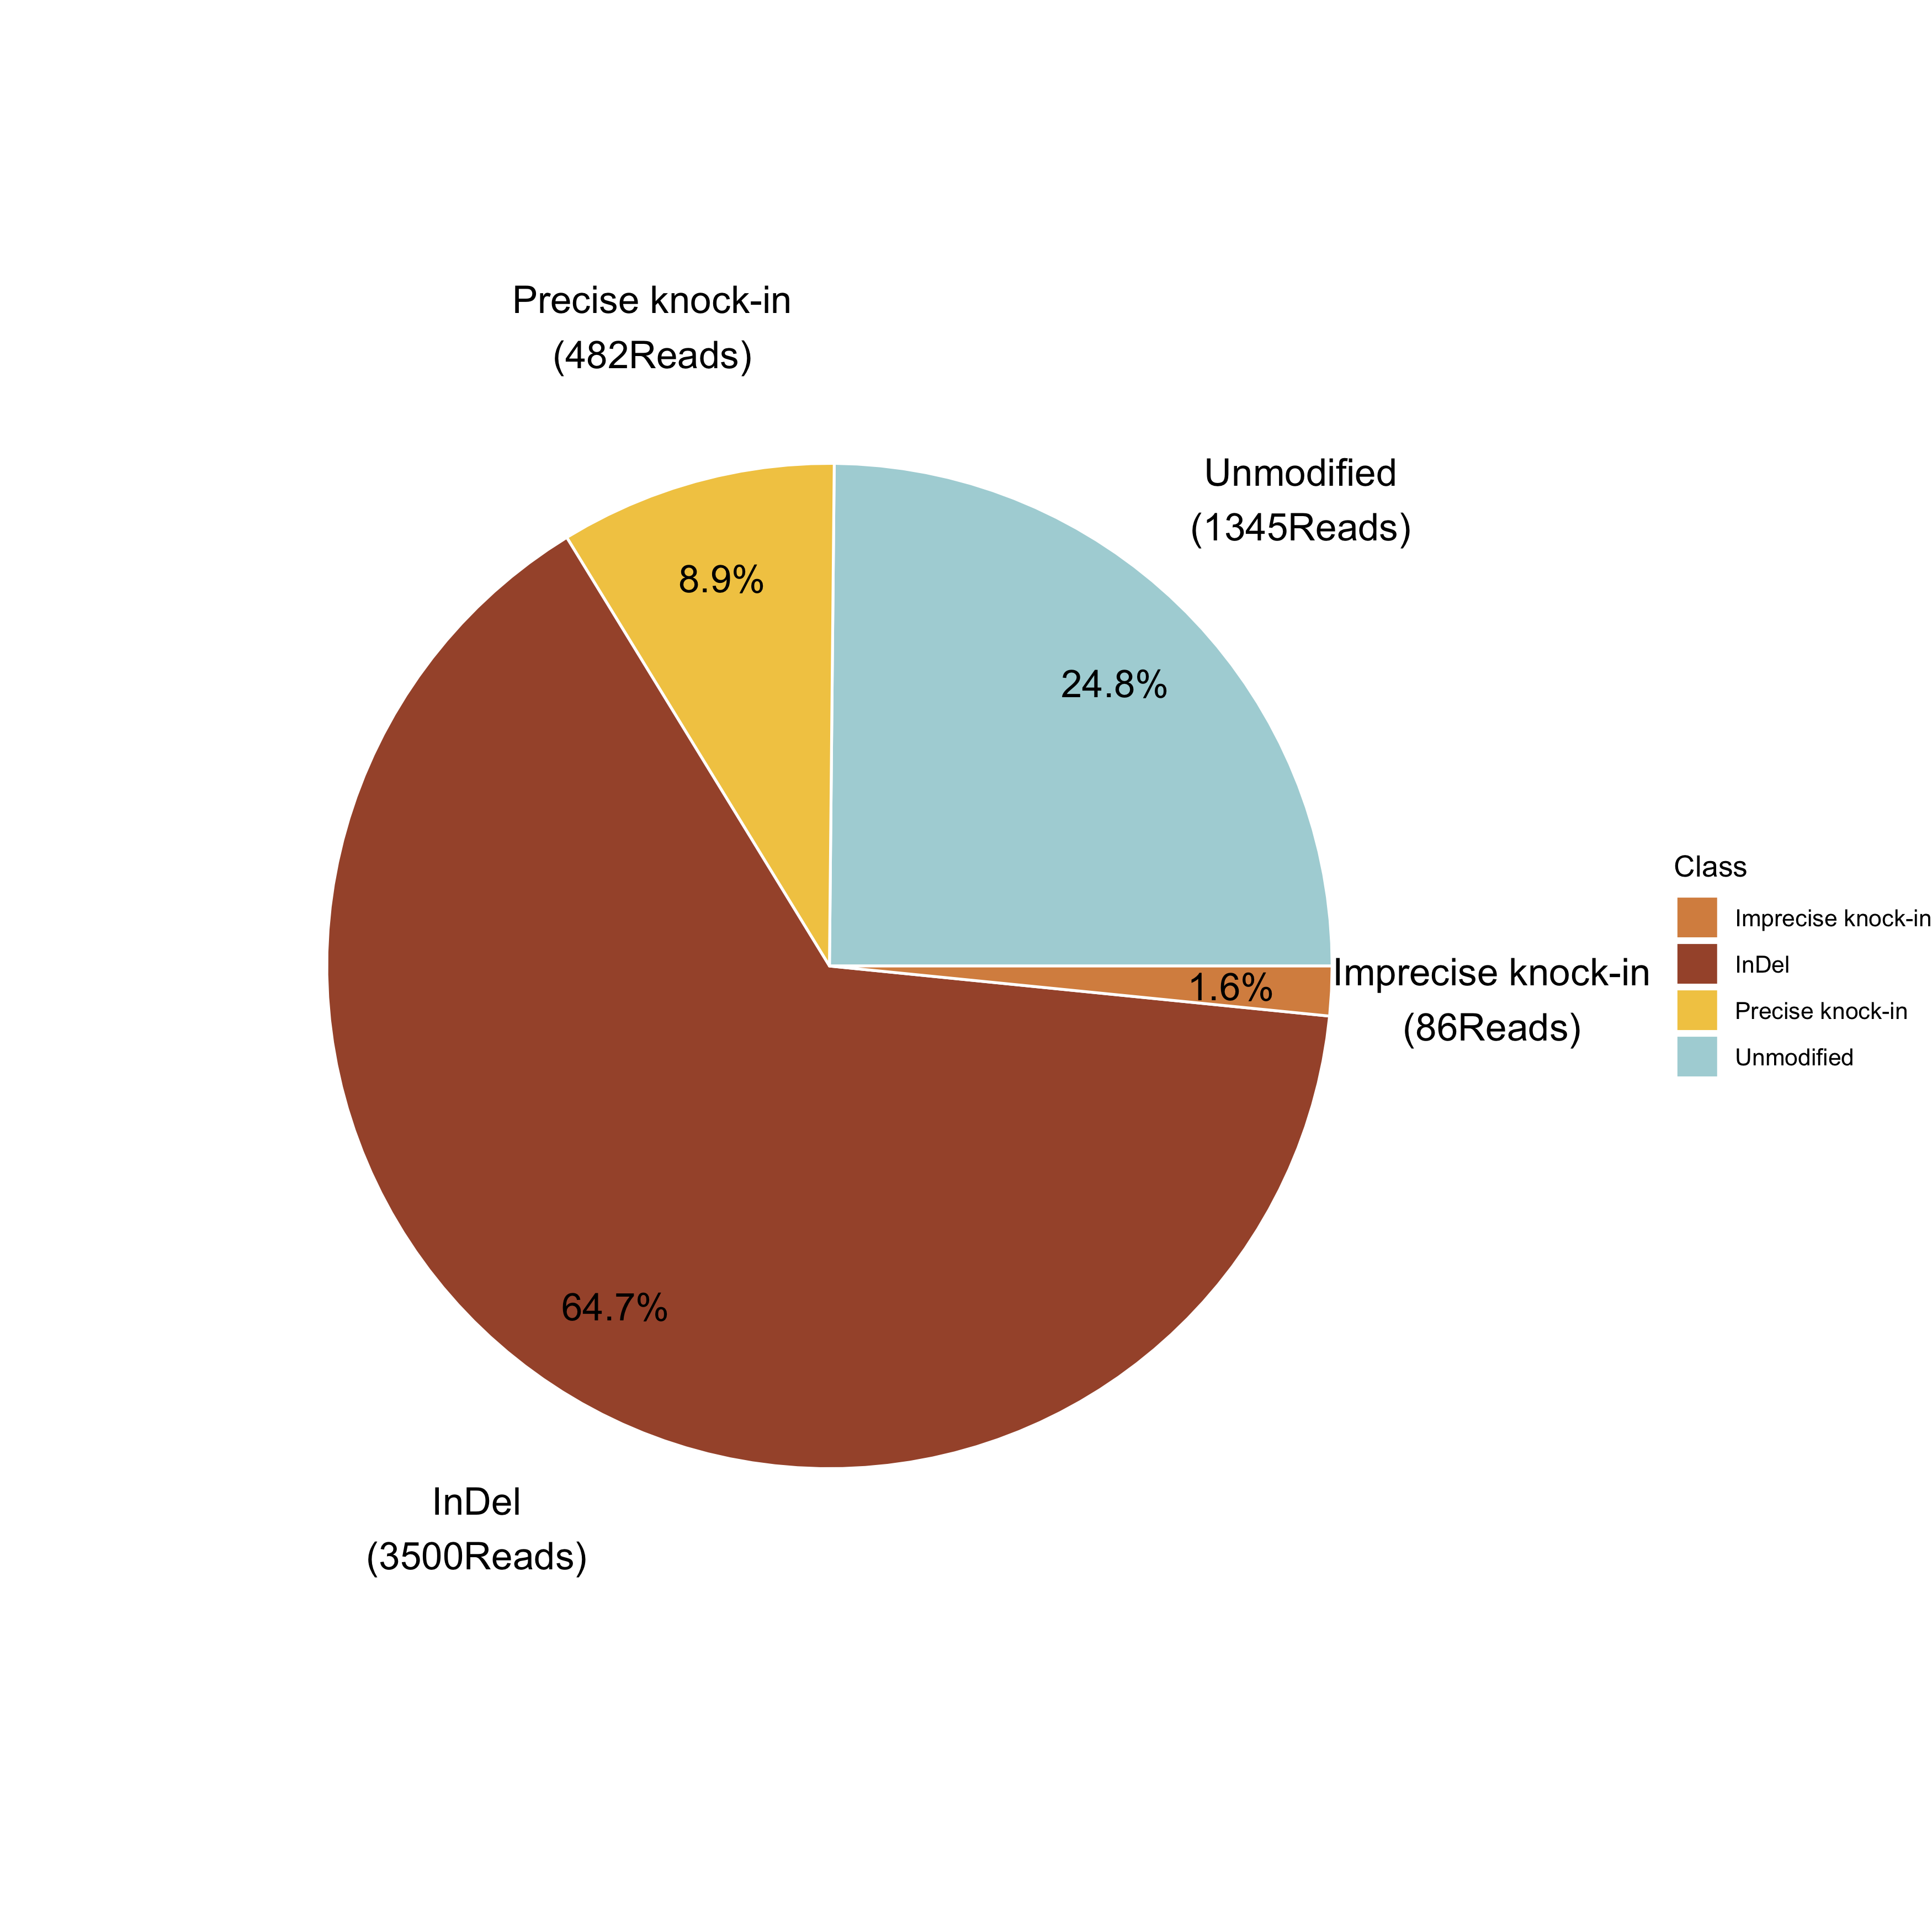 Precise knock-in
(482Reads)
Unmodified
(1345Reads)
8.9%
24.8%
Imprecise knock-in
(86Reads)
1.6%
64.7%
InDel
(3500Reads)
Class
Imprecise knock-in
InDel
Precise knock-in
Unmodified